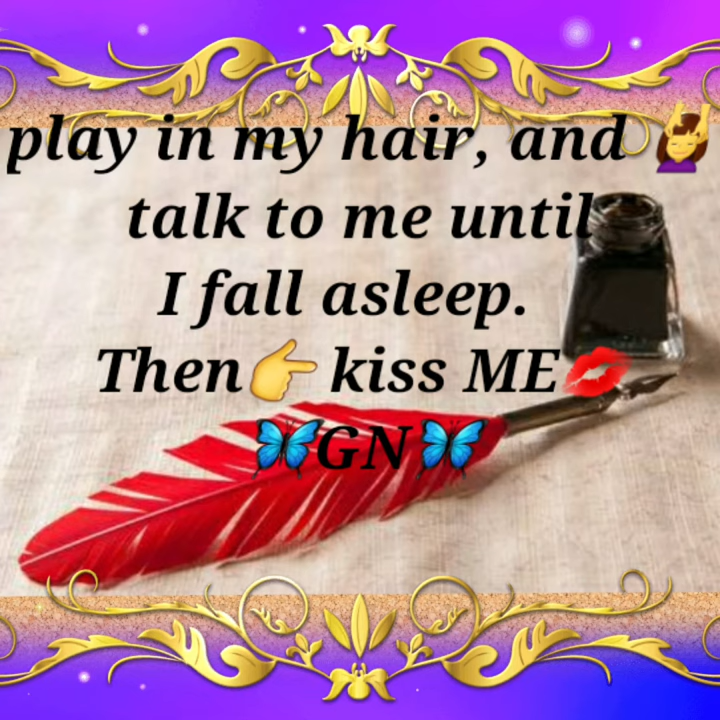 play in my hair, and 💆
talk to me until
I fall asleep.
Then👉 kiss ME💋
🦋GN🦋